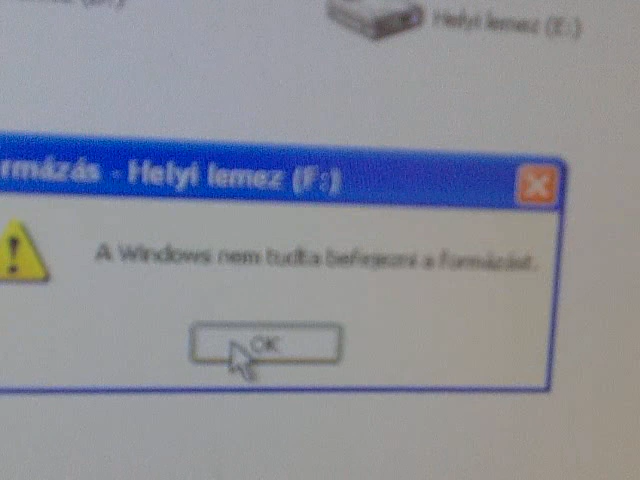 Helyi lemez (E:)
rmázás - Helyi lemez (F:)
A Windows nem tudta befejezni a formázást.
OK